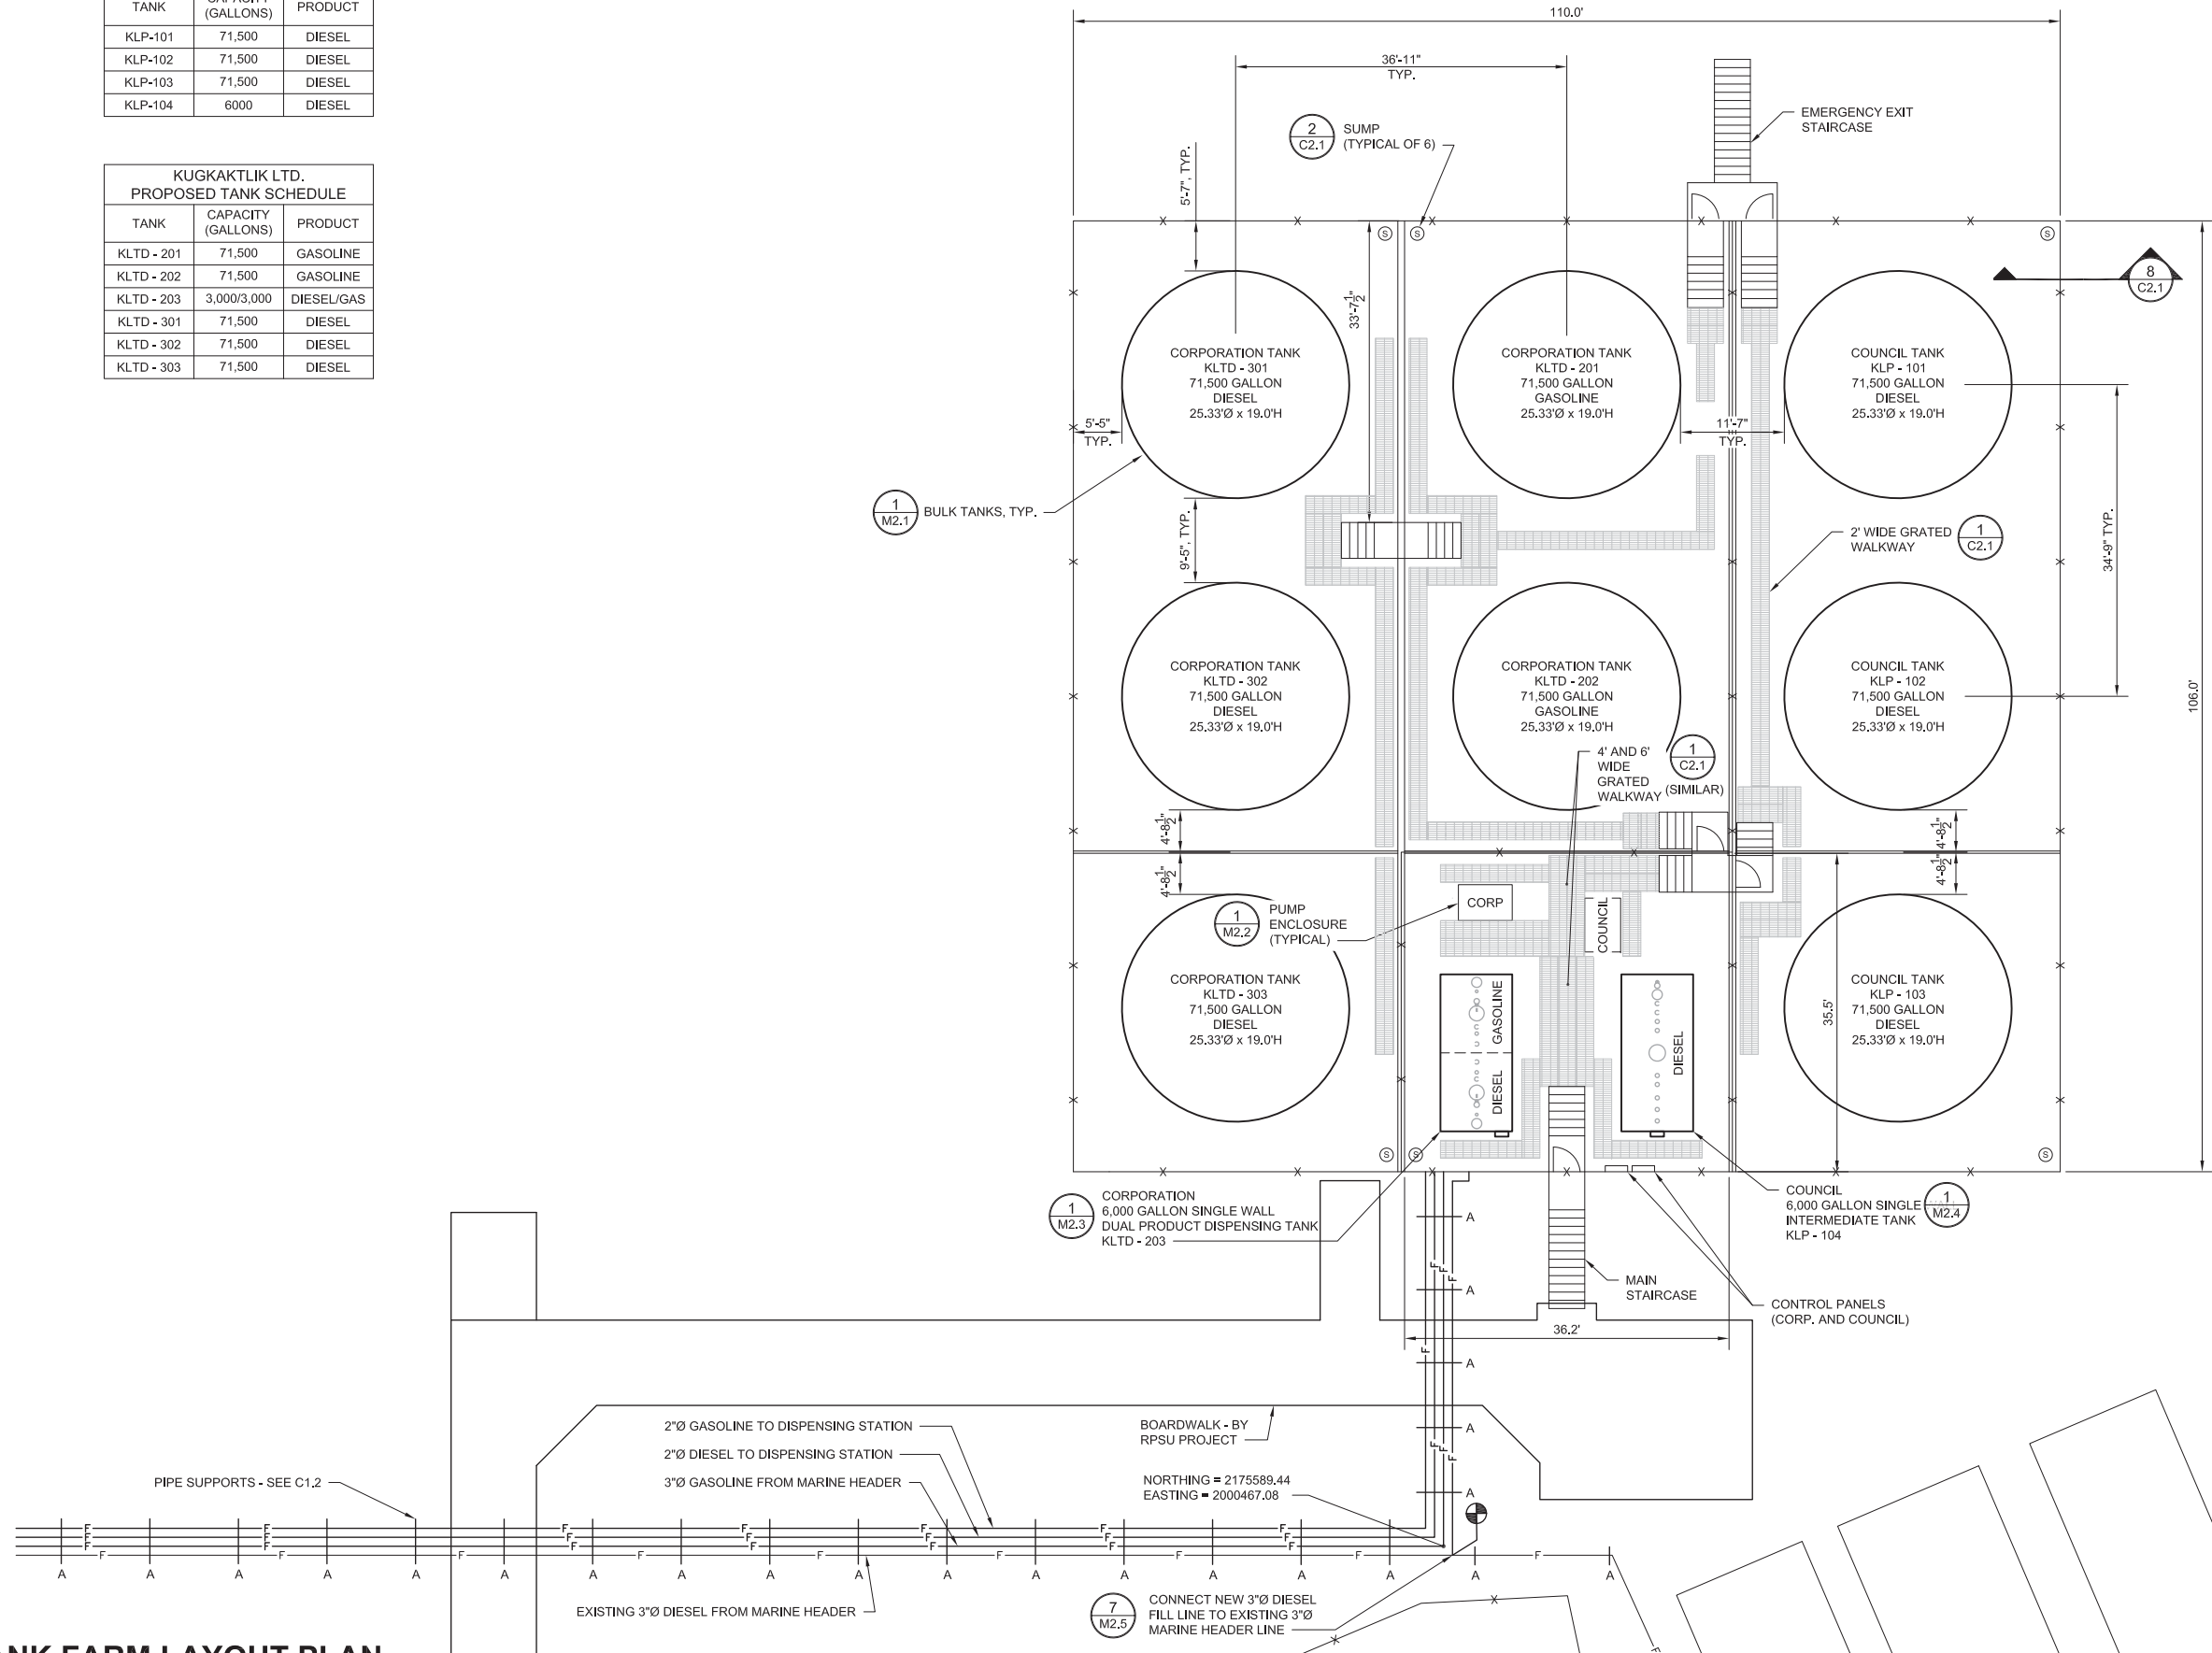 TANK
CAPACITY
(GALLONS)
PRODUCT
KLP-101 71,500 DIESEL
KLP-102 71,500 DIESEL
KLP-103 71,500 DIESEL
KLP-104 6000 DIESEL
KUGKAKTLIK LTD.
PROPOSED TANK SCHEDULE
TANK
CAPACITY
(GALLONS)
PRODUCT
KLTD - 201 71,500 GASOLINE
KLTD - 202 71,500 GASOLINE
KLTD - 203 3,000/3,000 DIESEL/GAS
KLTD - 301 71,500 DIESEL
KLTD - 302 71,500 DIESEL
KLTD - 303 71,500 DIESEL
110.0'
36'-11"
TYP.
2
C2.1
SUMP
(TYPICAL OF 6)
EMERGENCY EXIT
STAIRCASE
5'-7", TYP.
33'-7½"
S
S
S
8
C2.1
CORPORATION TANK
KLTD - 301
71,500 GALLON
DIESEL
25.33'Ø x 19.0'H
CORPORATION TANK
KLTD - 201
71,500 GALLON
GASOLINE
25.33'Ø x 19.0'H
COUNCIL TANK
KLP - 101
71,500 GALLON
DIESEL
25.33'Ø x 19.0'H
5'-5"
TYP.
11'-7"
TYP.
1
M2.1
BULK TANKS, TYP.
9'-5", TYP.
2' WIDE GRATED
WALKWAY
1
C2.1
34'-9" TYP.
106.0'
CORPORATION TANK
KLTD - 302
71,500 GALLON
DIESEL
25.33'Ø x 19.0'H
CORPORATION TANK
KLTD - 202
71,500 GALLON
GASOLINE
25.33'Ø x 19.0'H
COUNCIL TANK
KLP - 102
71,500 GALLON
DIESEL
25.33'Ø x 19.0'H
4' AND 6'
WIDE
GRATED
WALKWAY
1
C2.1
(SIMILAR)
4'-8½"
4'-8½"
4'-8½"
4'-8½"
1
M2.2
PUMP
ENCLOSURE
(TYPICAL)
CORP
COUNCIL
CORPORATION TANK
KLTD - 303
71,500 GALLON
DIESEL
25.33'Ø x 19.0'H
GASOLINE
DIESEL
DIESEL
35.5'
COUNCIL TANK
KLP - 103
71,500 GALLON
DIESEL
25.33'Ø x 19.0'H
S
S
S
1
M2.3
CORPORATION
6,000 GALLON SINGLE WALL
DUAL PRODUCT DISPENSING TANK
KLTD - 203
COUNCIL
6,000 GALLON SINGLE
INTERMEDIATE TANK
KLP - 104
1
M2.4
MAIN
STAIRCASE
CONTROL PANELS
(CORP. AND COUNCIL)
36.2'
A
A
A
A
A
F
F
F
F
F
F
F
F
2"Ø GASOLINE TO DISPENSING STATION
2"Ø DIESEL TO DISPENSING STATION
3"Ø GASOLINE FROM MARINE HEADER
BOARDWALK - BY
RPSU PROJECT
PIPE SUPPORTS - SEE C1.2
NORTHING = 2175589.44
EASTING = 2000467.08
F F F F F F F
F F F F F F F
F F F F F F F
F F F F F F F F F
A A A A A A A A A A A A A A A A A A
EXISTING 3"Ø DIESEL FROM MARINE HEADER
7
M2.5
CONNECT NEW 3"Ø DIESEL
FILL LINE TO EXISTING 3"Ø
MARINE HEADER LINE
F